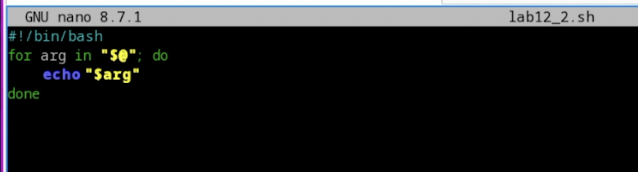 GNU nano 8.7.1 lab12_2.sh
#!/bin/bash
for arg in "$@"; do
    echo "$arg"
done